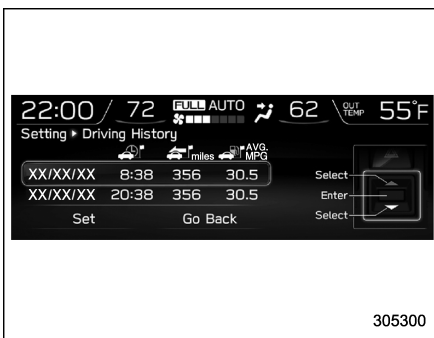 22:00 72 FULL AUTO 62 OUT TEMP 55°F
Setting ▸ Driving History
miles AVG. MPG
XX/XX/XX 8:38 356 30.5
XX/XX/XX 20:38 356 30.5
Set Go Back
Select
Enter
Select
305300